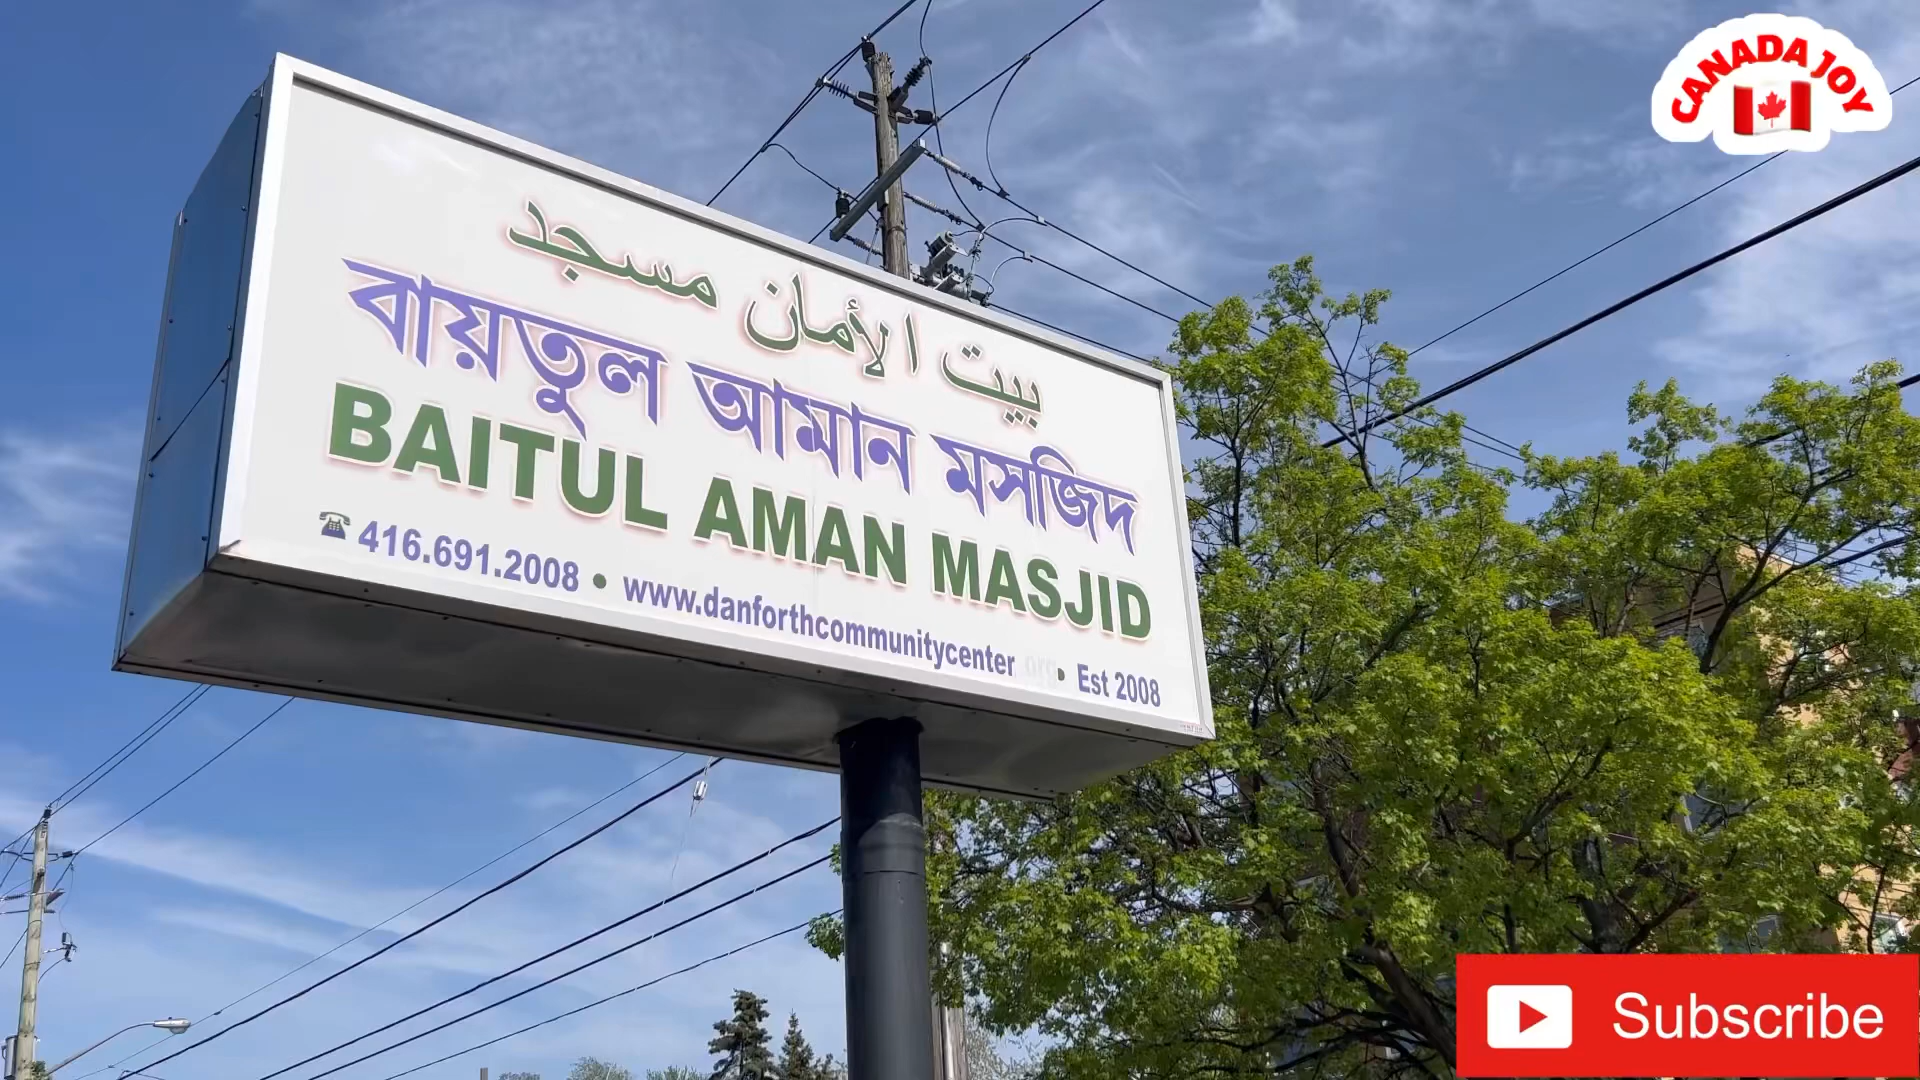 CANADA JOY
بيت الأمان مسجد
বায়তুল আমান মসজিদ
BAITUL AMAN MASJID
416.691.2008 • www.danforthcommunitycenter.org • Est 2008
Subscribe